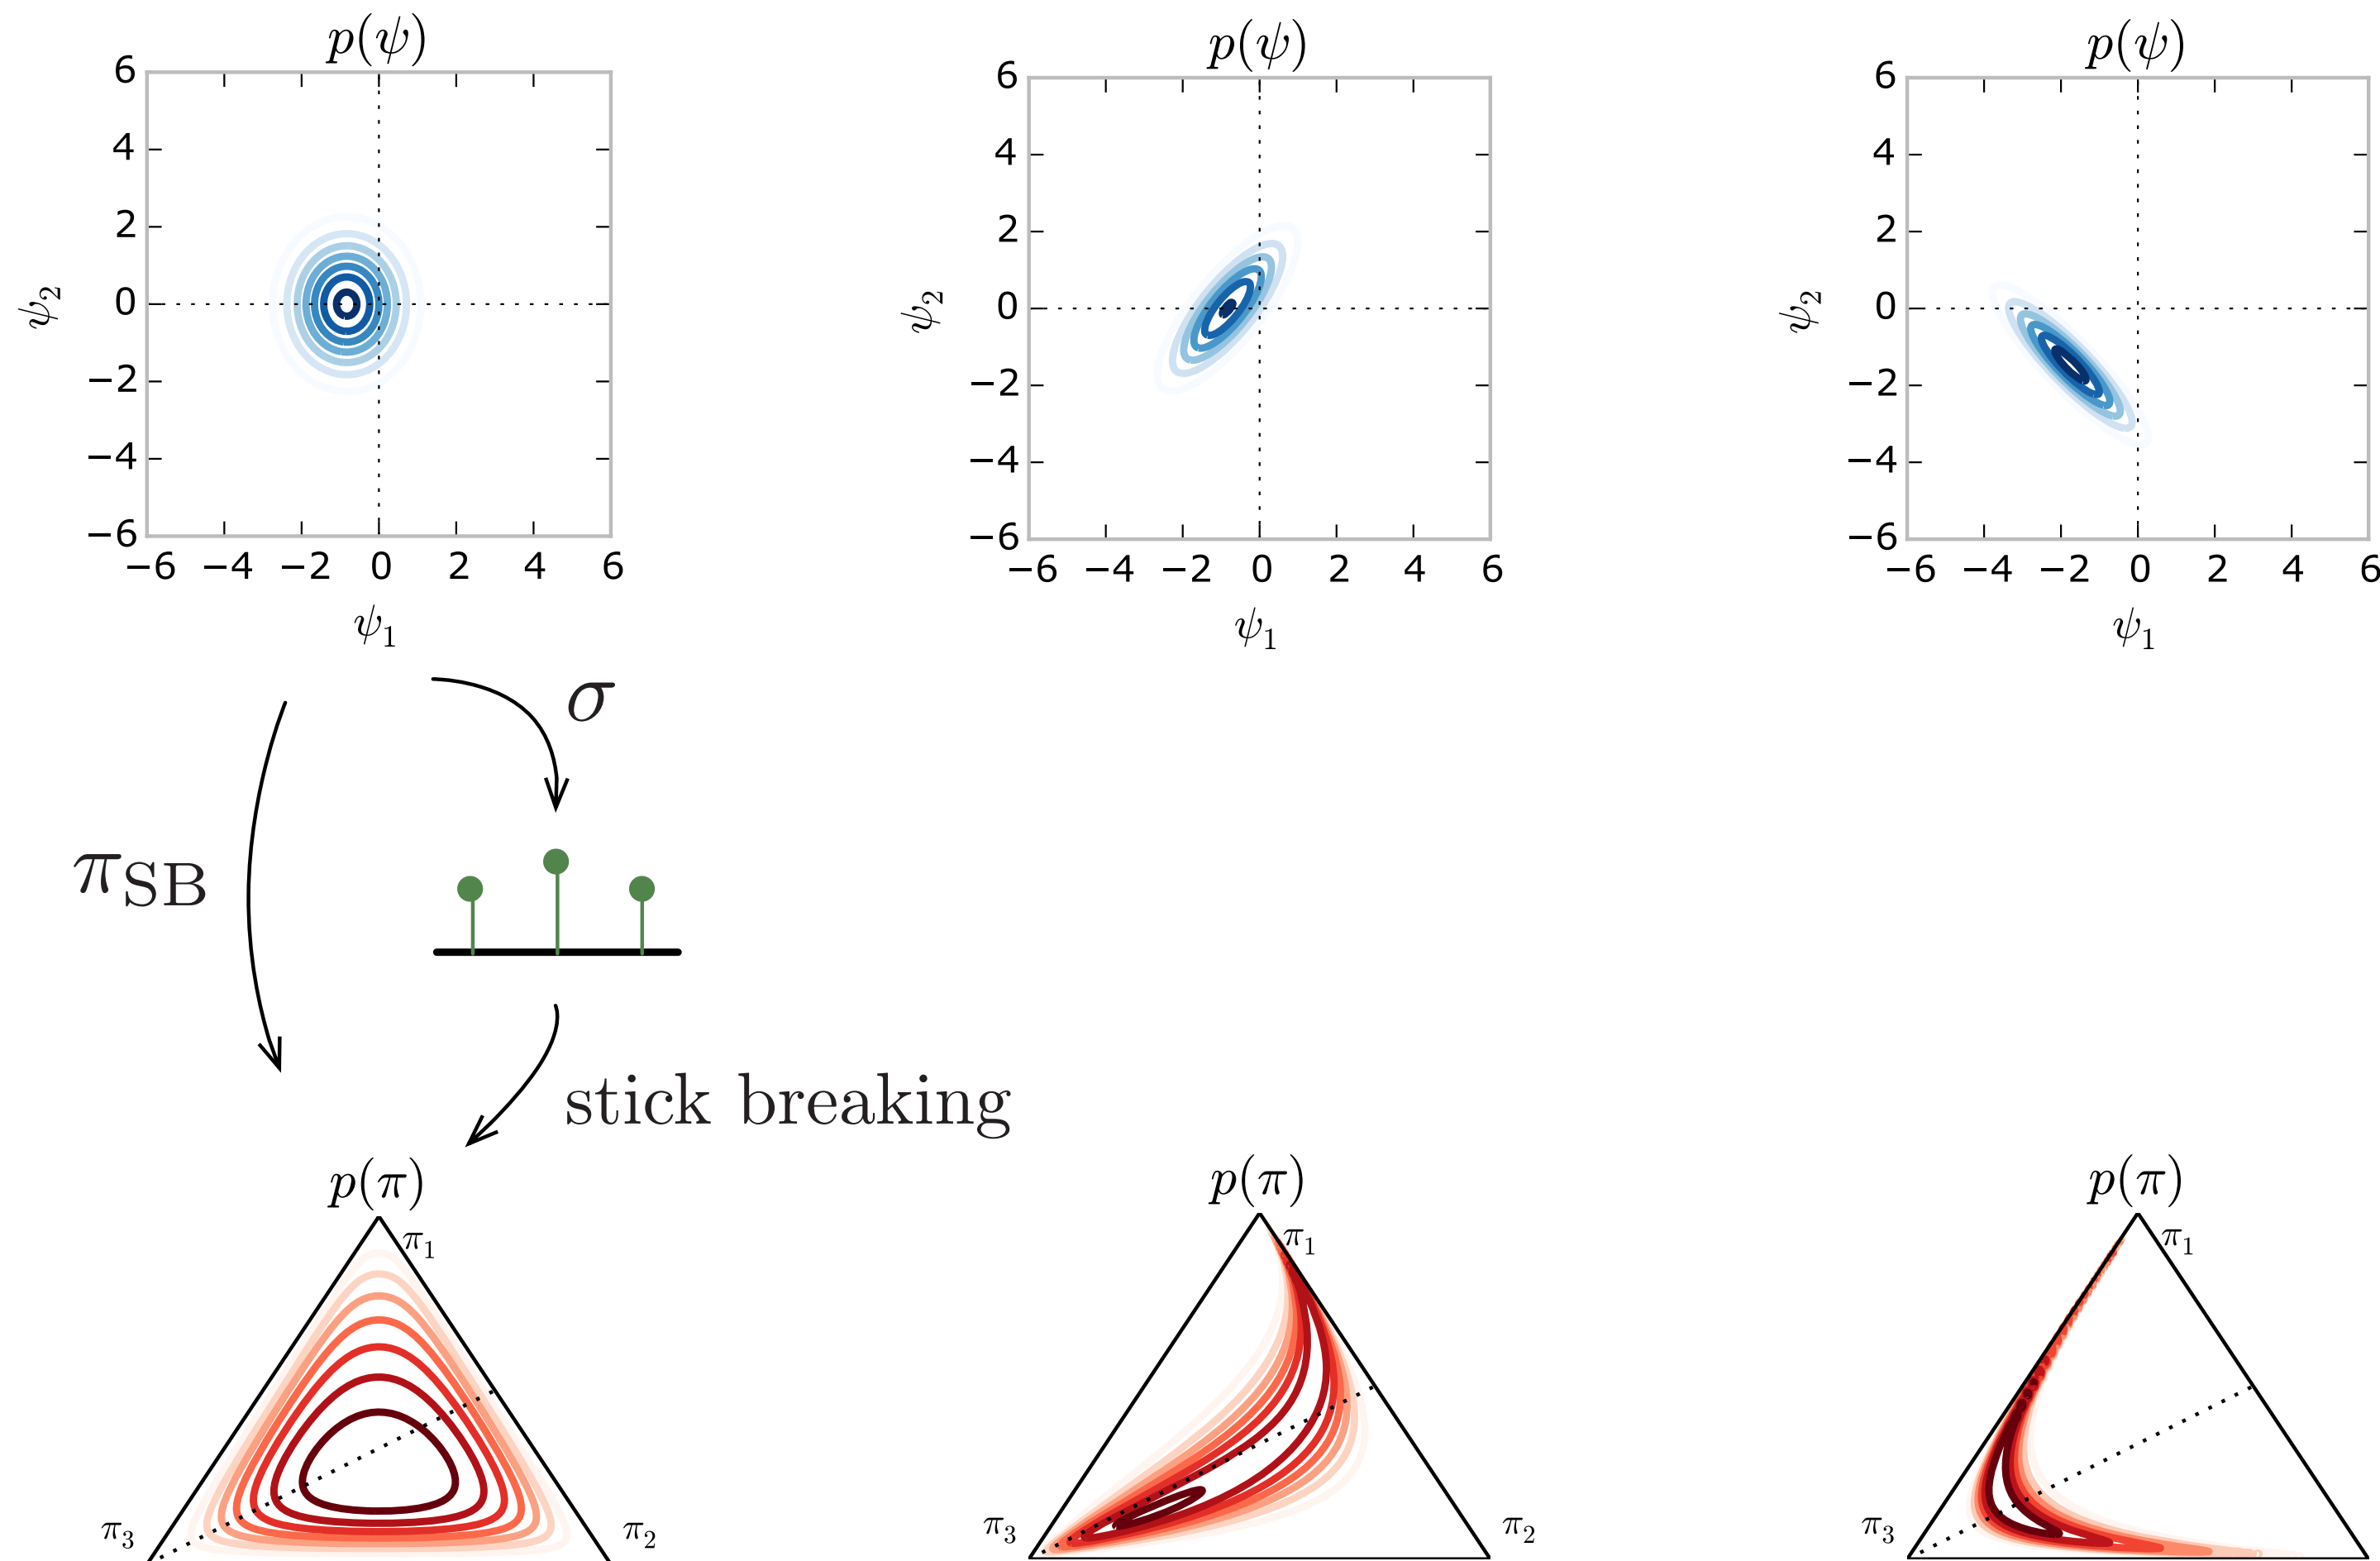 p(ψ) p(ψ) p(ψ)
6 6 6
4 4 4
2 2 2
ψ₂ 0 ψ₂ 0 ψ₂ 0
−2 −2 −2
−4 −4 −4
−6 −6 −6
−6 −4 −2 0 2 4 6 −6 −4 −2 0 2 4 6 −6 −4 −2 0 2 4 6
ψ₁ ψ₁ ψ₁
σ
π_SB
stick breaking
p(π) p(π) p(π)
π₁ π₁ π₁
π₃ π₂ π₃ π₂ π₃